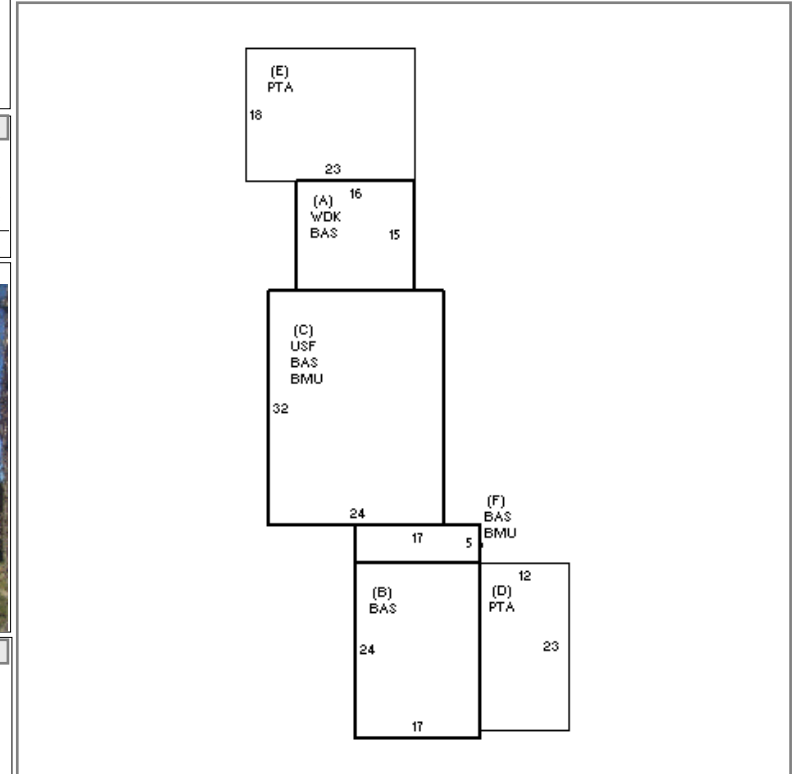 (E)
PTA
18
23
(A)
WDK
BAS
16
15
(C)
USF
BAS
BMU
32
24
(F)
BAS
BMU
17
5
(B)
BAS
24
17
12
(D)
PTA
23